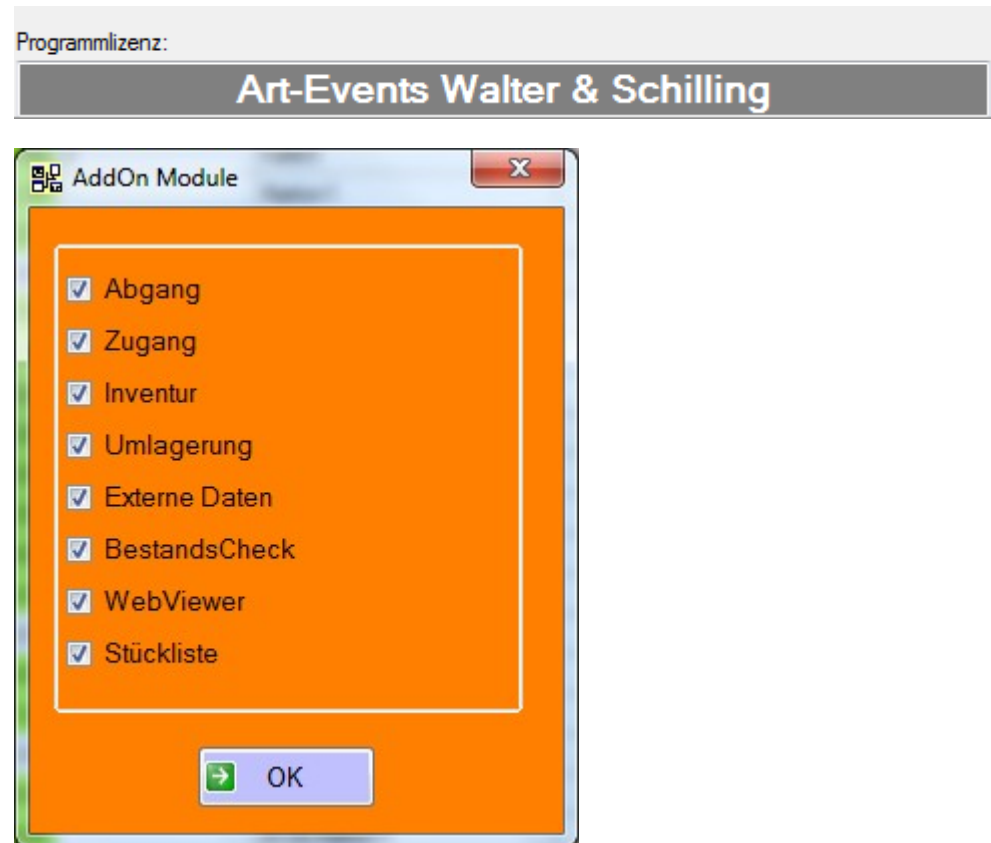 Programmlizenz:
Art-Events Walter & Schilling
AddOn Module
Abgang
Zugang
Inventur
Umlagerung
Externe Daten
BestandsCheck
WebViewer
Stückliste
OK